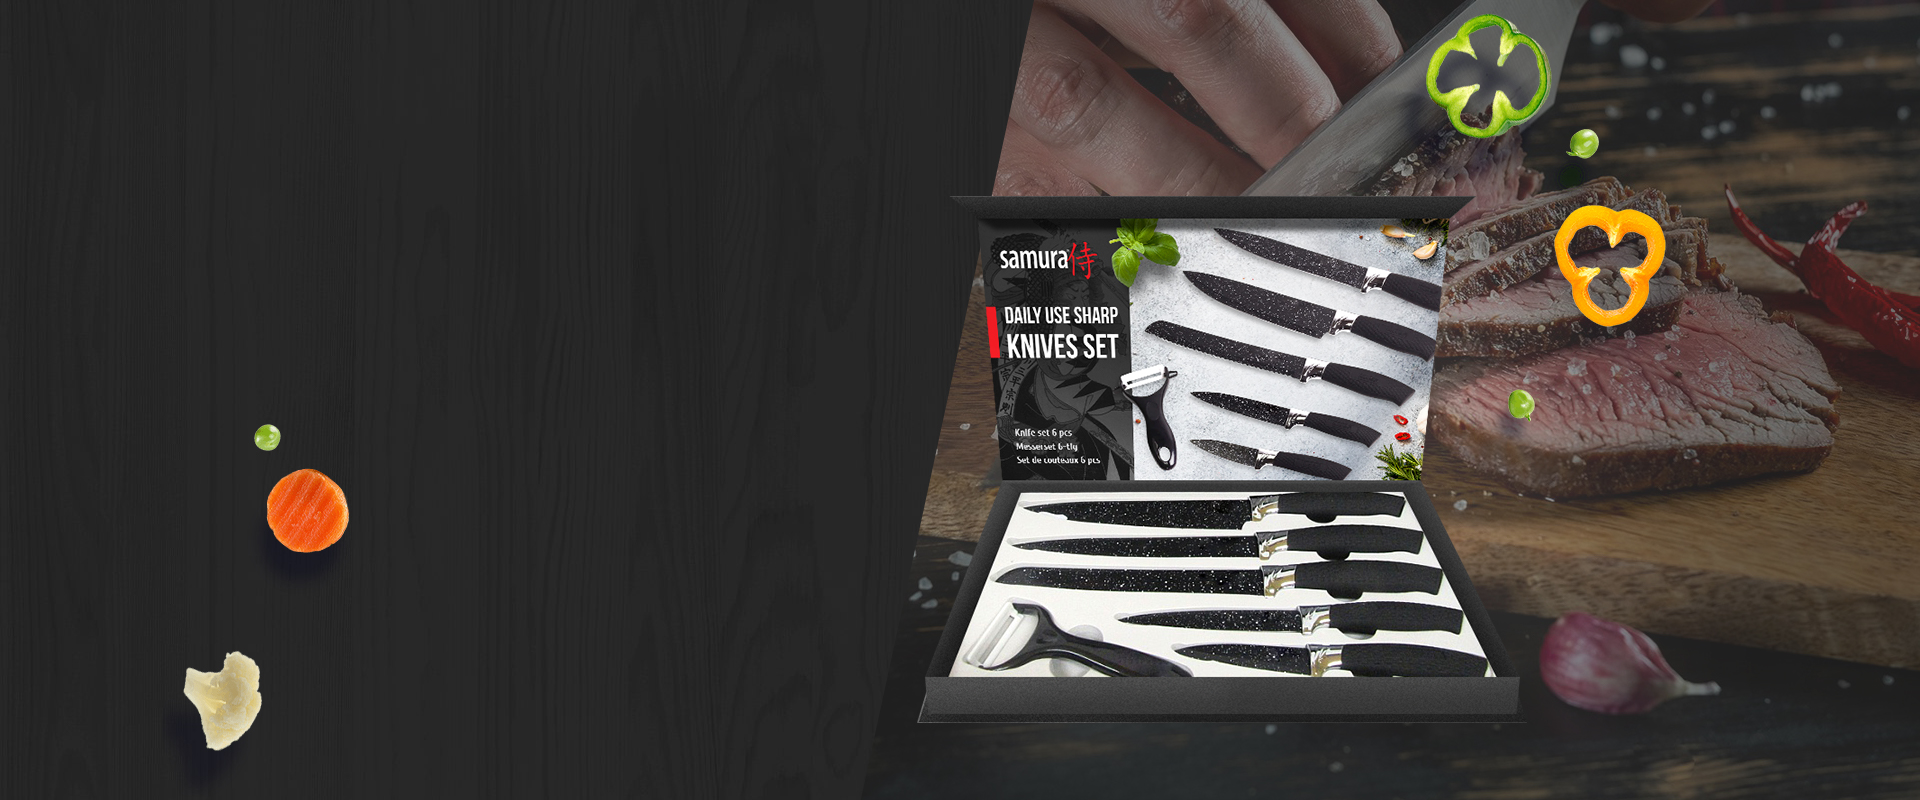 samura侍
DAILY USE SHARP
KNIVES SET
Knife set 6 pcs
Messerset 6-tlg
Set de couteaux 6 pcs